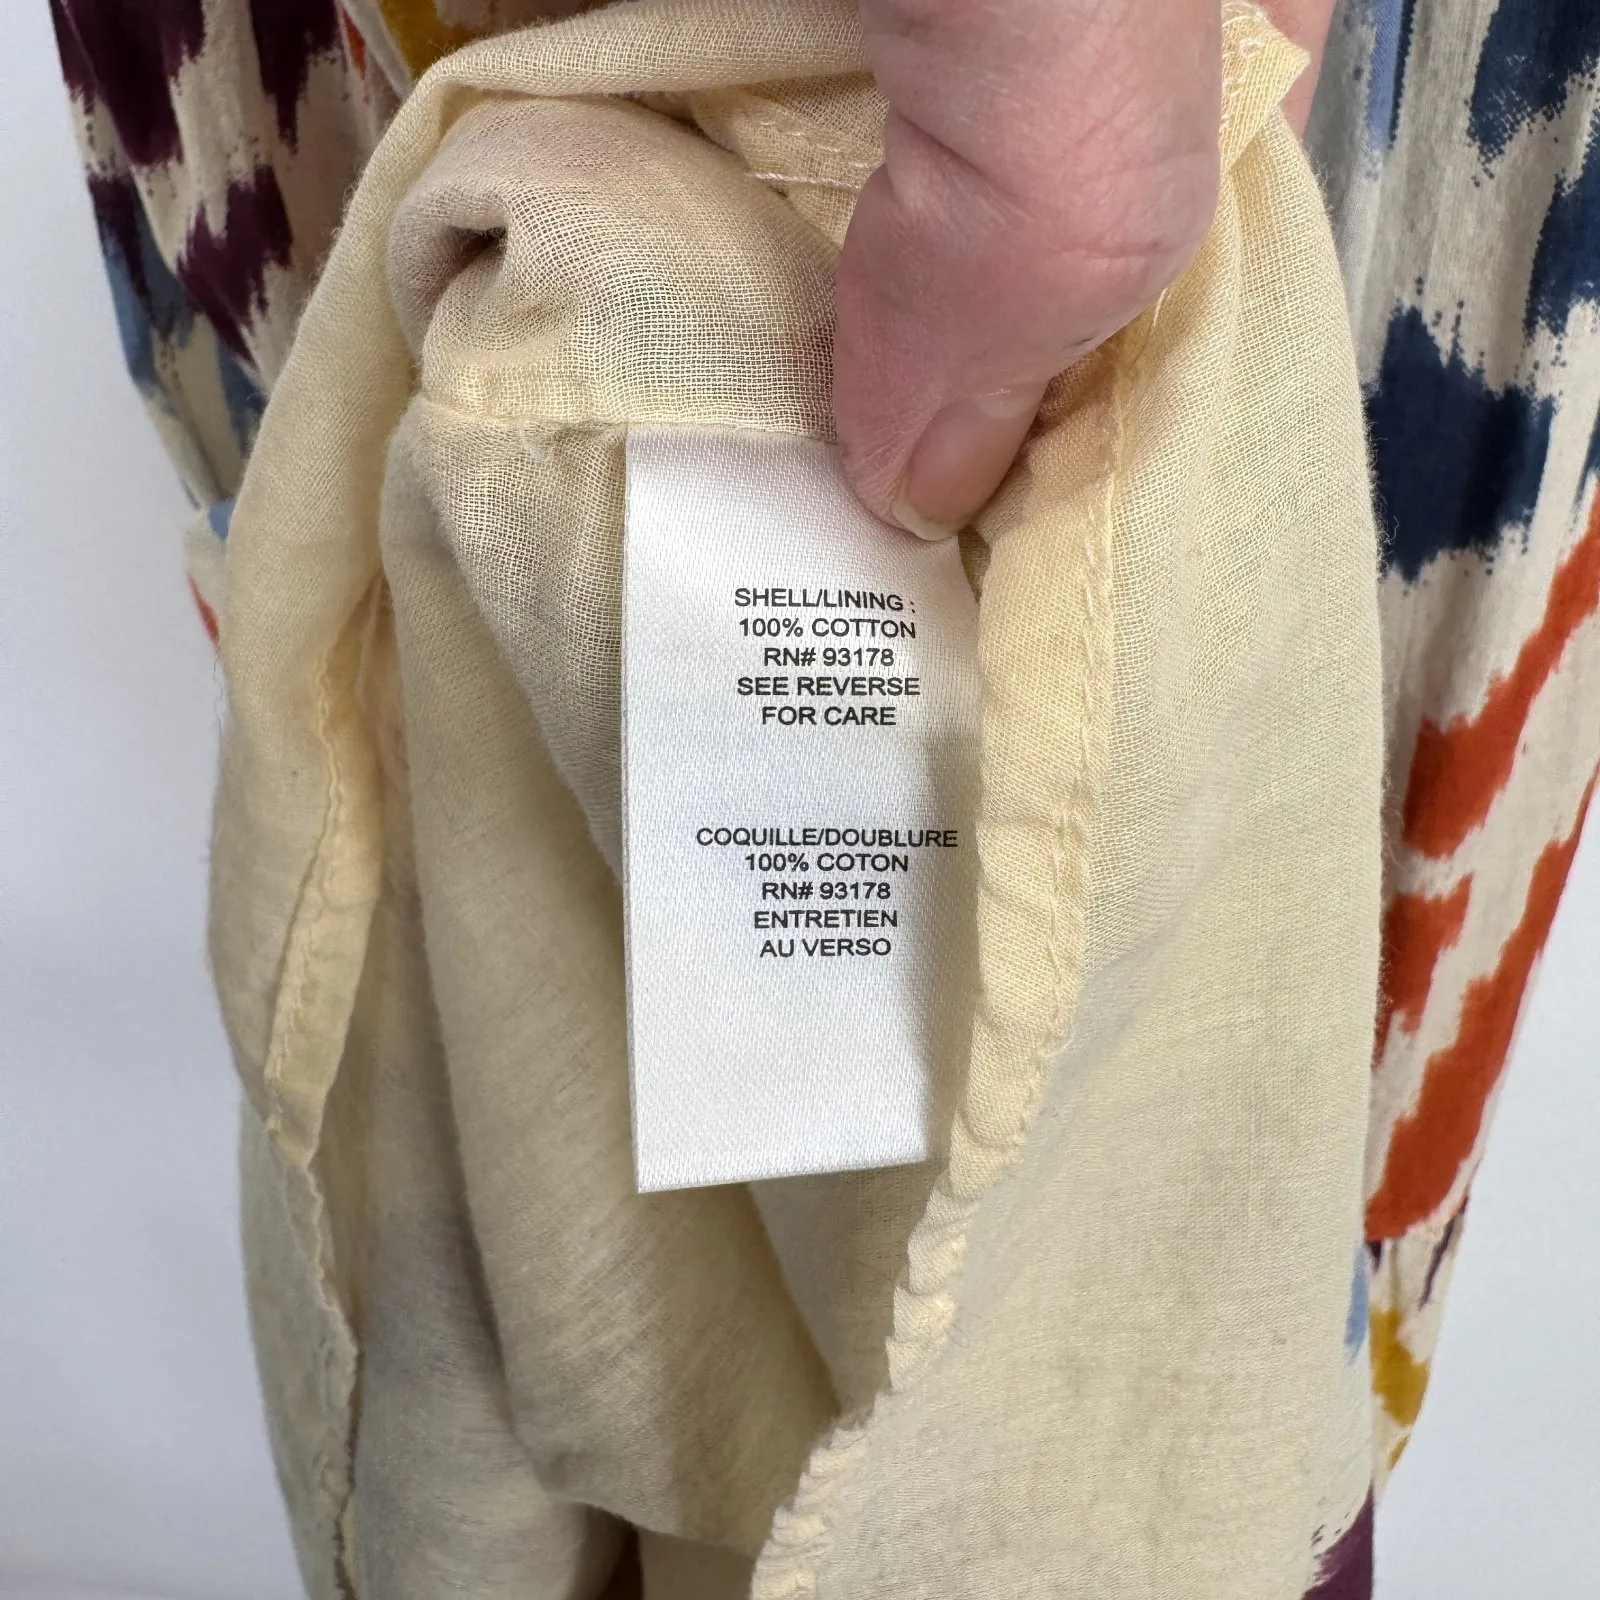 SHELL/LINING :
100% COTTON
RN# 93178
SEE REVERSE
FOR CARE
COQUILLE/DOUBLURE
100% COTON
RN# 93178
ENTRETIEN
AU VERSO